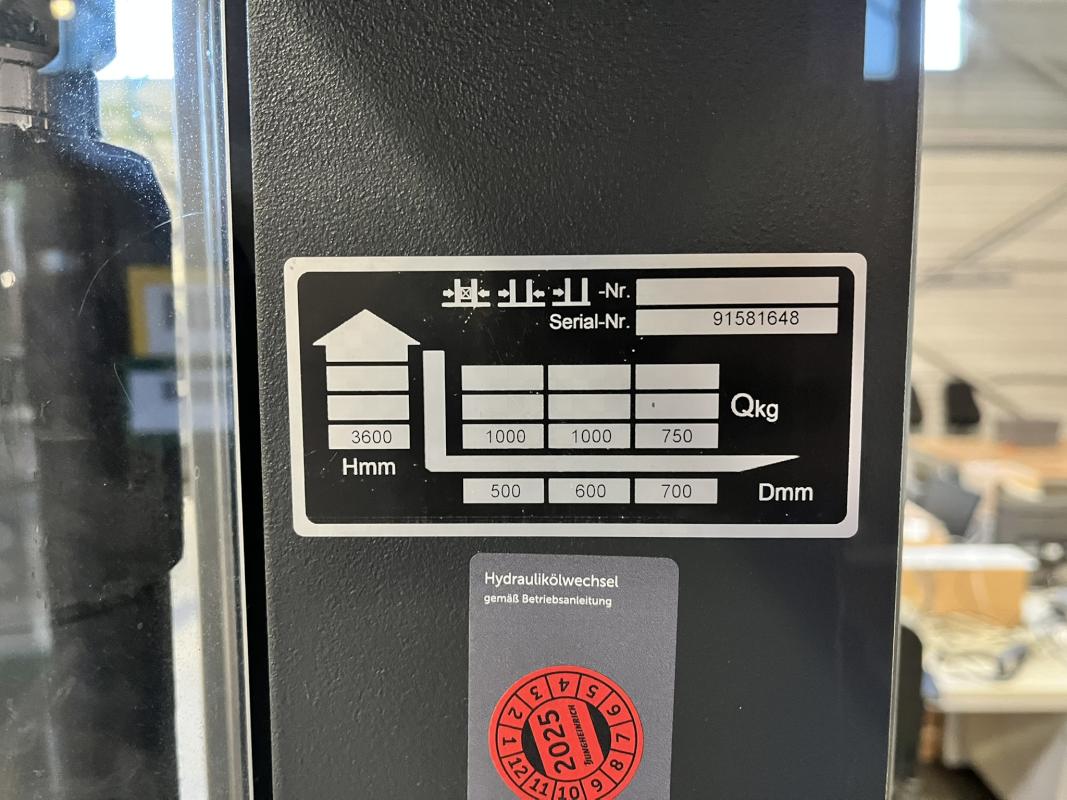 -Nr.
Serial-Nr. 91581648
Qkg
3600 1000 1000 750
Hmm
500 600 700 Dmm
Hydraulikölwechsel
gemäß Betriebsanleitung
1 2 3 4 5 6 7 8 9 10 11 12
2025
JUNGHEINRICH